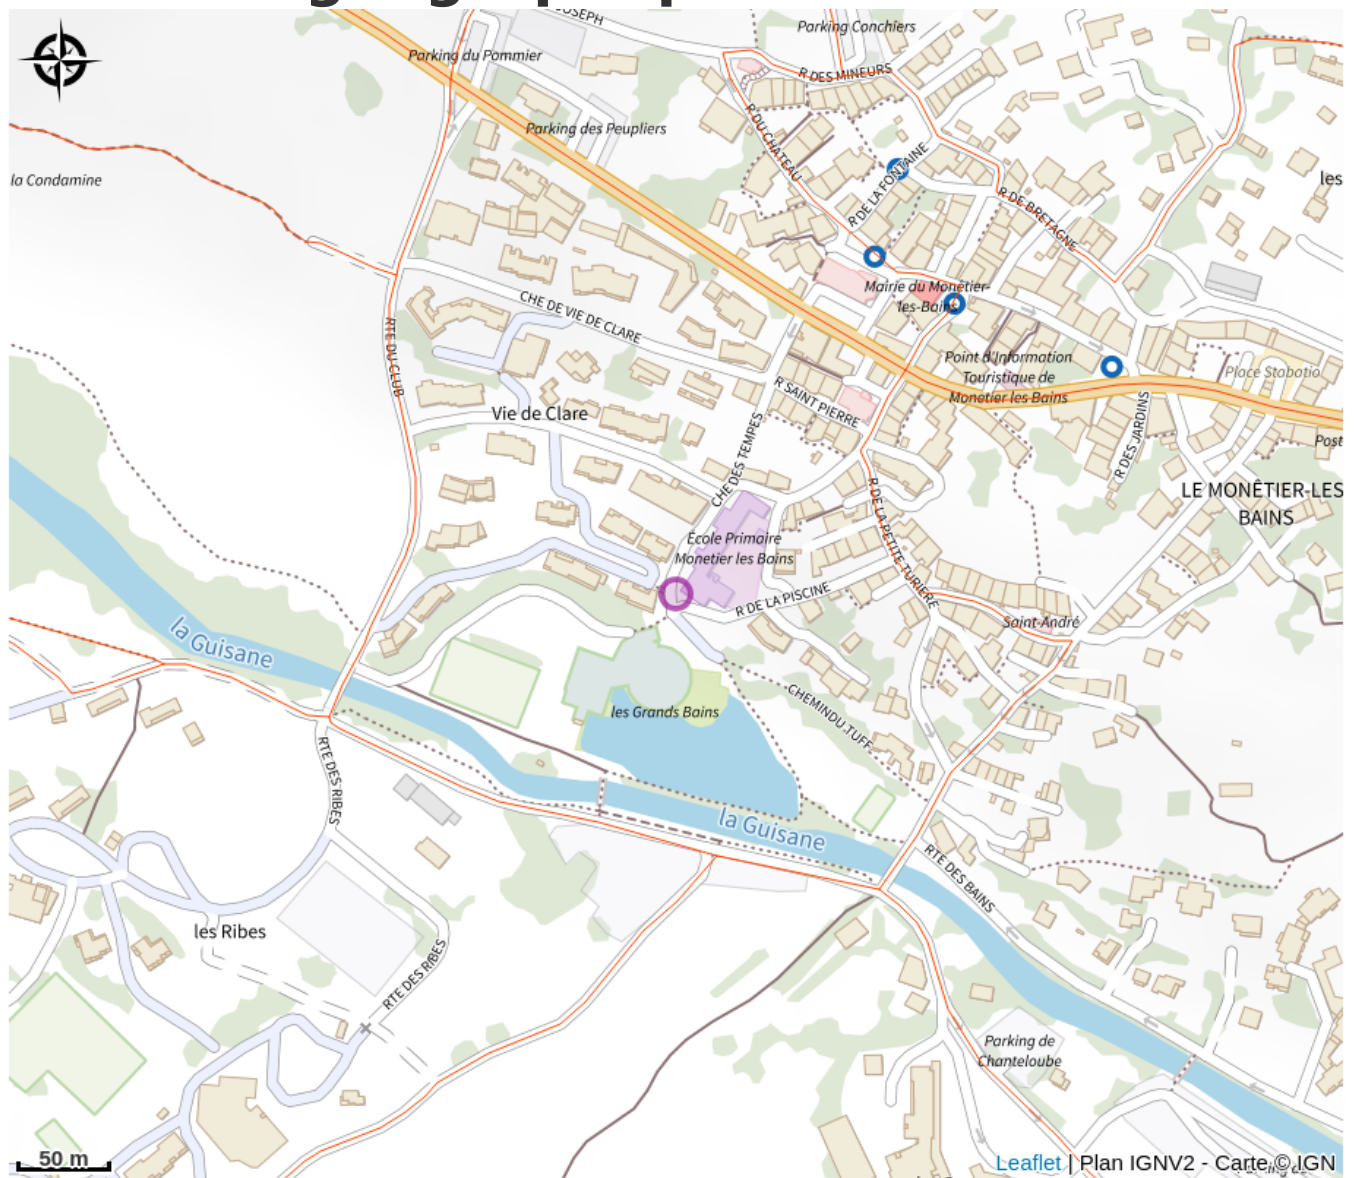 JOSEPH
Parking Conchiers
Parking du Pommier
R DES MINEURS
Parking des Peupliers
R DU CHATEAU
R DE LA FONTAINE
la Condamine
les
R DE BRETAGNE
Mairie du Monêtier-
les-Bains
CHE DE VIE DE CLARE
RTE DU CLUB
Point d'Information
Touristique de
Monetier les Bains
Place Stabatio
R SAINT PIERRE
Vie de Clare
CHE DES TEMPES
R DES JARDINS
Post
LE MONÊTIER-LES
BAINS
École Primaire
Monetier les Bains
R DE LA PETITE TURIERE
R DE LA PISCINE
Saint-André
la Guisane
les Grands Bains
CHEMIN DU TUFF
RTE DES RIBES
la Guisane
RTE DES BAINS
les Ribes
RTE DES RIBES
Parking de
Chanteloube
50 m
Leaflet | Plan IGNV2 - Carte © IGN